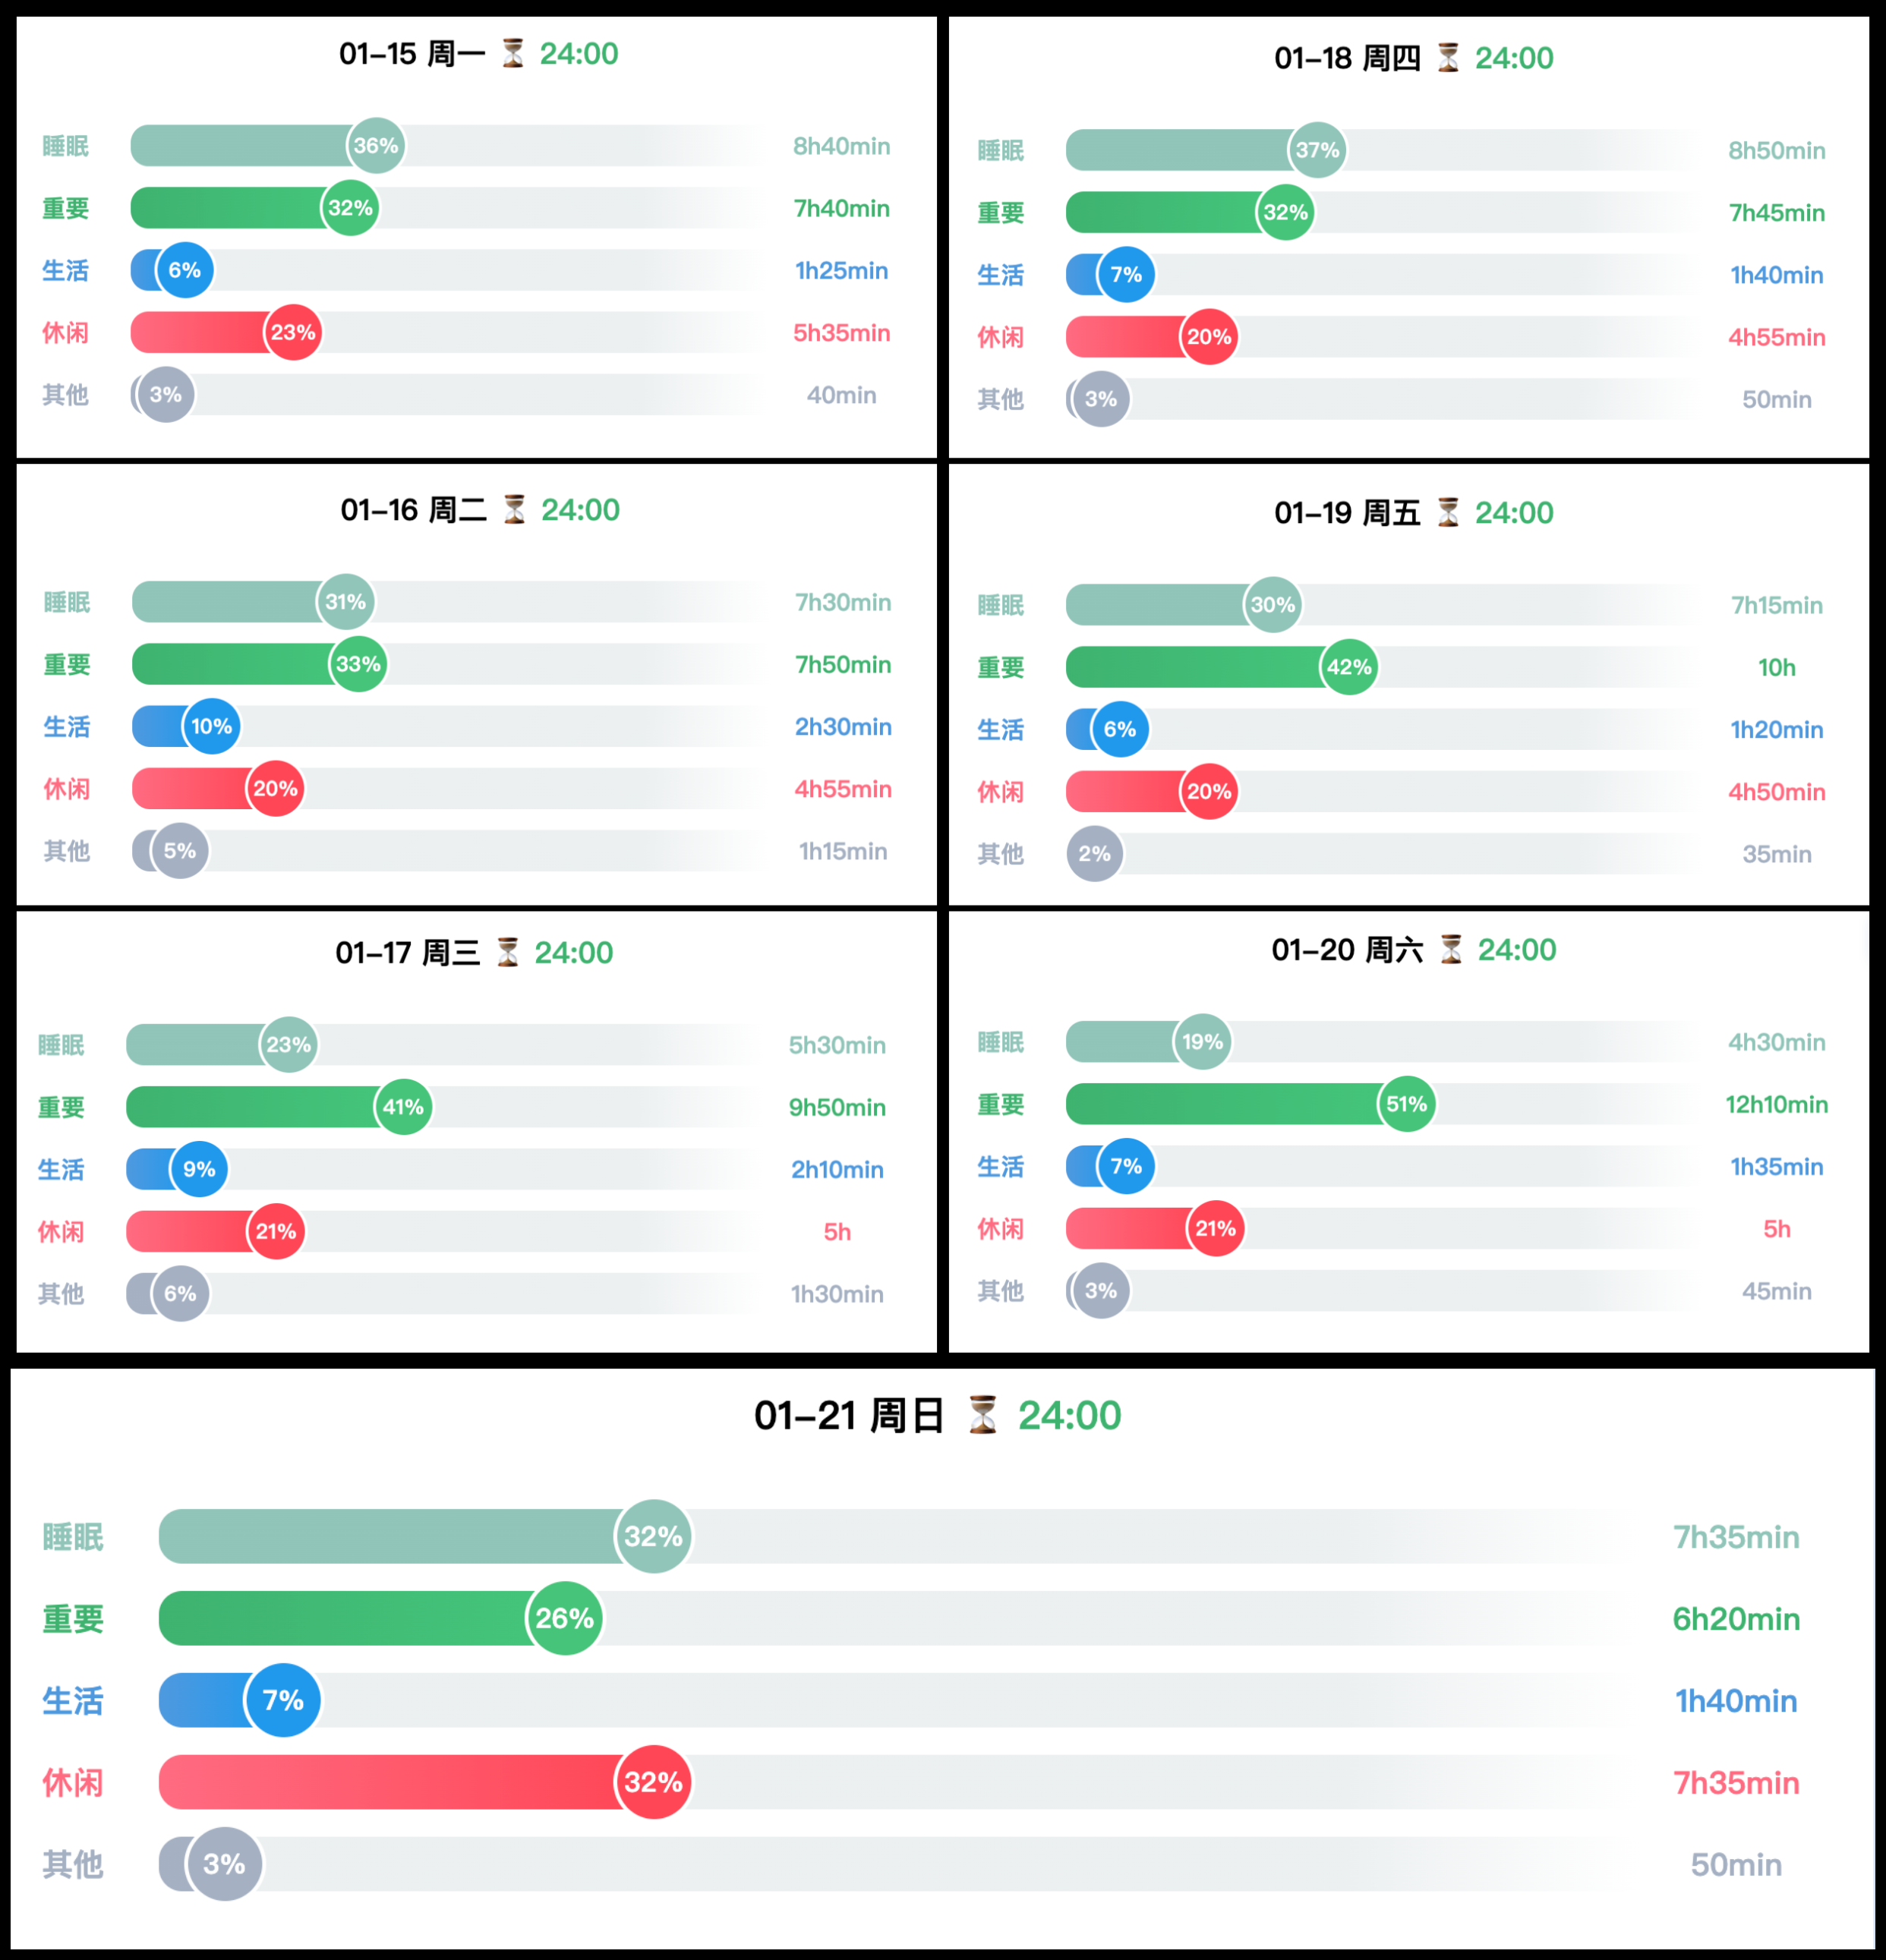 01–15 周一 ⏳ 24:00
睡眠 36% 8h40min
重要 32% 7h40min
生活 6% 1h25min
休闲 23% 5h35min
其他 3% 40min
01–18 周四 ⏳ 24:00
睡眠 37% 8h50min
重要 32% 7h45min
生活 7% 1h40min
休闲 20% 4h55min
其他 3% 50min
01–16 周二 ⏳ 24:00
睡眠 31% 7h30min
重要 33% 7h50min
生活 10% 2h30min
休闲 20% 4h55min
其他 5% 1h15min
01–19 周五 ⏳ 24:00
睡眠 30% 7h15min
重要 42% 10h
生活 6% 1h20min
休闲 20% 4h50min
其他 2% 35min
01–17 周三 ⏳ 24:00
睡眠 23% 5h30min
重要 41% 9h50min
生活 9% 2h10min
休闲 21% 5h
其他 6% 1h30min
01–20 周六 ⏳ 24:00
睡眠 19% 4h30min
重要 51% 12h10min
生活 7% 1h35min
休闲 21% 5h
其他 3% 45min
01–21 周日 ⏳ 24:00
睡眠 32% 7h35min
重要 26% 6h20min
生活 7% 1h40min
休闲 32% 7h35min
其他 3% 50min